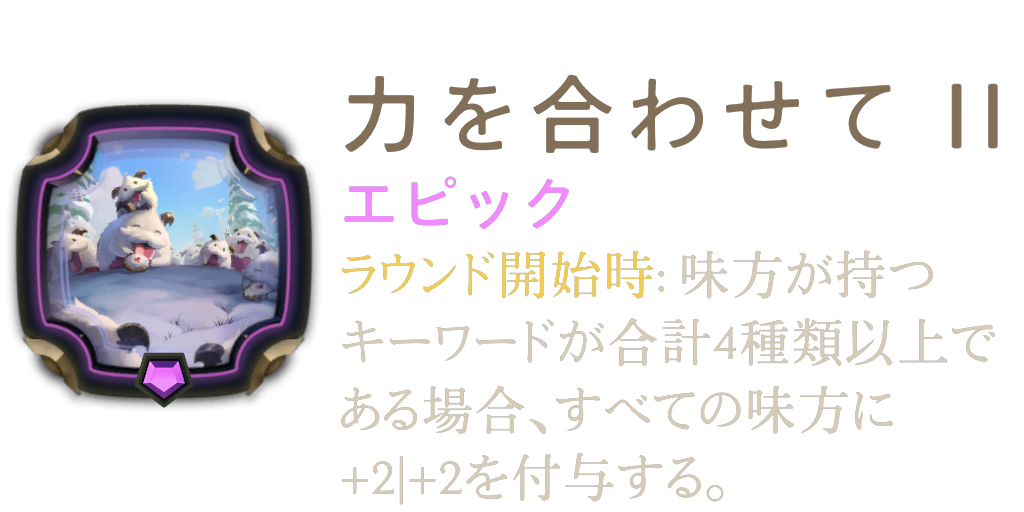 力を合わせて II
エピック
ラウンド開始時: 味方が持つ
キーワードが合計4種類以上で
ある場合、すべての味方に
+2|+2を付与する。